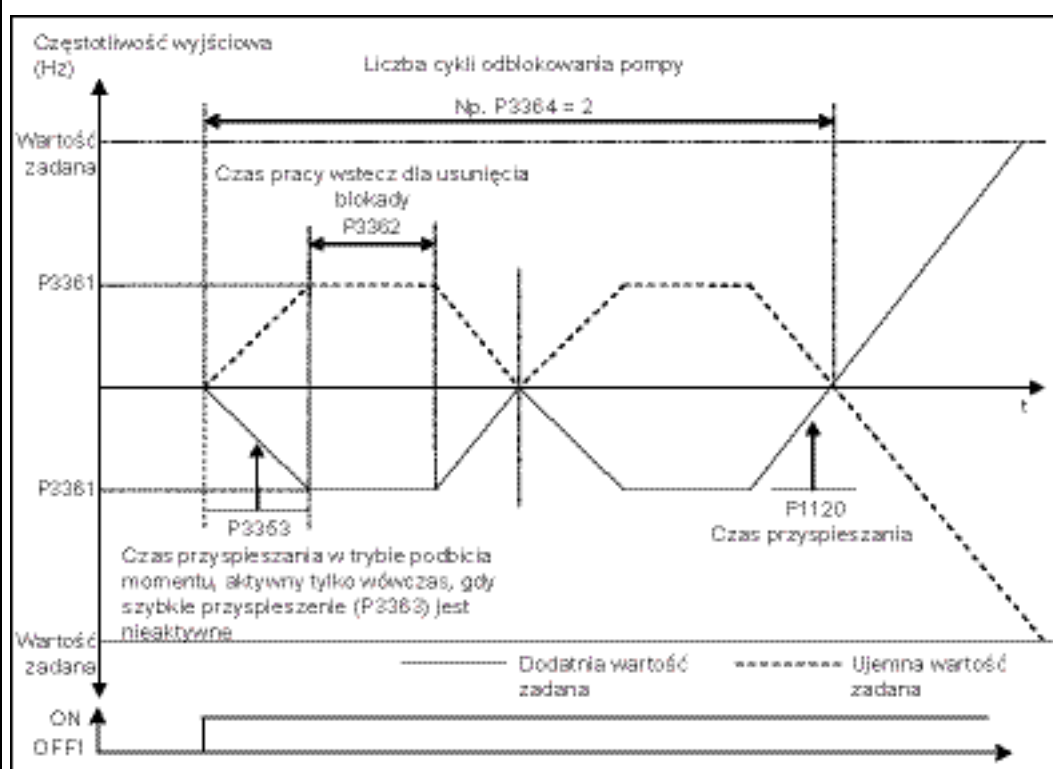 Częstotliwość wyjściowa
(Hz)
Liczba cykli odblokowania pompy
Np. P3364 = 2
Wartość
zadana
Czas pracy wstecz dla usunięcia
blokady
P3362
P3361
t
P3361
P3353
Czas przyspieszania w trybie podbicia
momentu, aktywny tylko wówczas, gdy
szybkie przyspieszenie (P3363) jest
nieaktywne
P1120
Czas przyspieszania
Wartość
zadana
Dodatnia wartość
zadana
Ujemna wartość
zadana
ON
OFF1